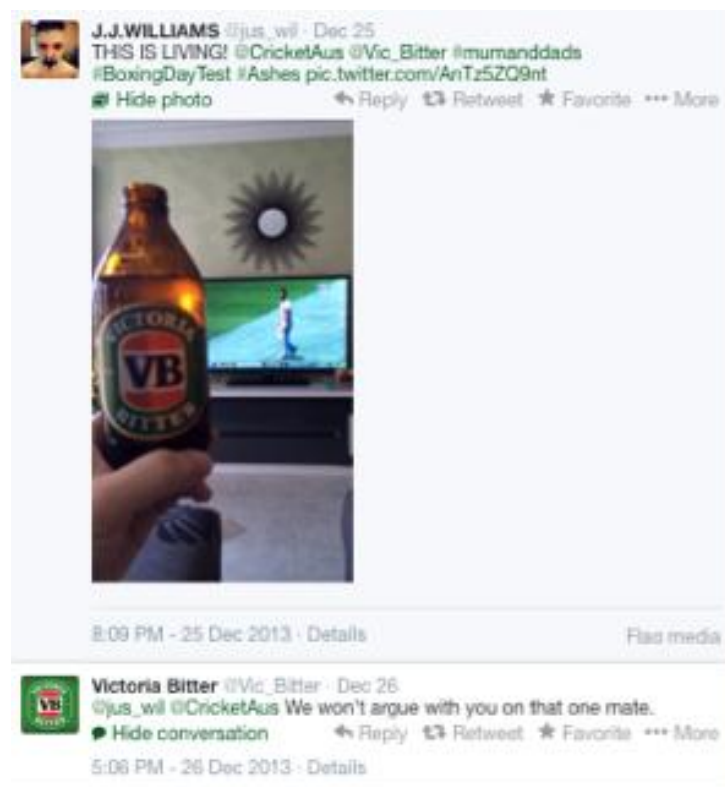 J.J.WILLIAMS @jus_wil · Dec 25
THIS IS LIVING! @CricketAus @Vic_Bitter #mumanddads
#BoxingDayTest #Ashes pic.twitter.com/AnTz5ZQ9nt
Hide photo Reply Retweet Favorite More
VICTORIA
VB
BITTER
8:09 PM - 25 Dec 2013 · Details
Flag media
Victoria Bitter @Vic_Bitter · Dec 26
@jus_wil @CricketAus We won't argue with you on that one mate.
Hide conversation Reply Retweet Favorite More
VB
5:06 PM - 26 Dec 2013 · Details